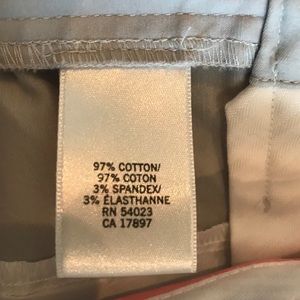 97% COTTON/
97% COTON
3% SPANDEX/
3% ÉLASTHANNE
RN 54023
CA 17897